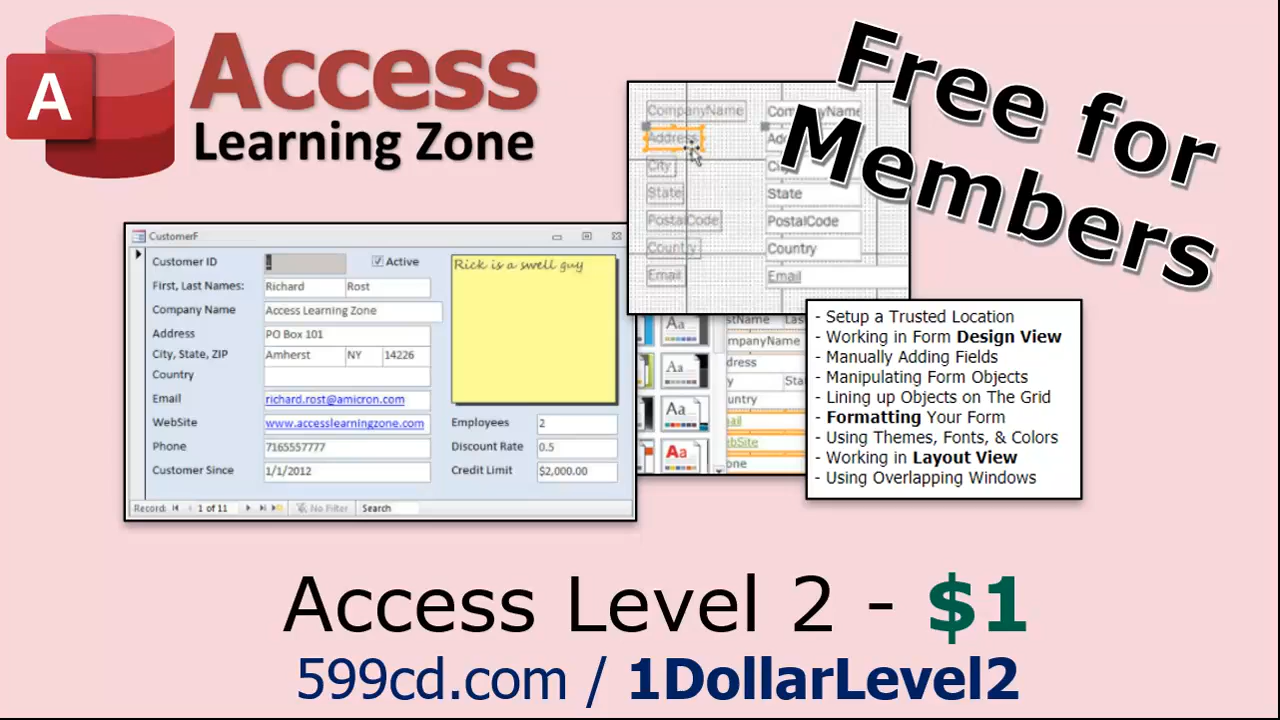 A
Access
Learning Zone
Free for
Members
CompanyName CompanyName
Address
City
State State
PostalCode PostalCode
Country Country
Email Email
CustomerF
Customer ID Active
First, Last Names: Richard Rost
Company Name Access Learning Zone
Address PO Box 101
City, State, ZIP Amherst NY 14226
Country
Email richard.rost@amicron.com
WebSite www.accesslearningzone.com
Phone 7165557777
Customer Since 1/1/2012
Rick is a swell guy
Employees 2
Discount Rate 0.5
Credit Limit $2,000.00
Record: 1 of 11 No Filter Search
Aa
Aa
Aa
Aa
- Setup a Trusted Location
- Working in Form Design View
- Manually Adding Fields
- Manipulating Form Objects
- Lining up Objects on The Grid
- Formatting Your Form
- Using Themes, Fonts, & Colors
- Working in Layout View
- Using Overlapping Windows
Access Level 2 - $1
599cd.com / 1DollarLevel2